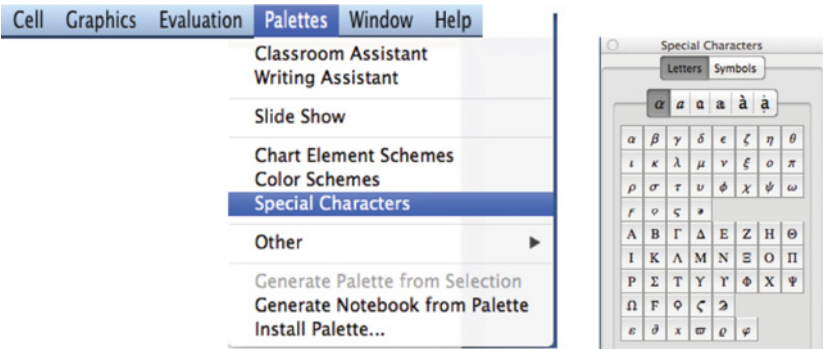 Cell Graphics Evaluation Palettes Window Help
Classroom Assistant
Writing Assistant
Slide Show
Chart Element Schemes
Color Schemes
Special Characters
Other
Generate Palette from Selection
Generate Notebook from Palette
Install Palette...
Special Characters
Letters Symbols
α a à ạ
α β γ δ ϵ ζ η θ
ι κ λ μ ν ξ ο π
ρ σ τ υ ϕ χ ψ ω
ς
Α Β Γ Δ Ε Ζ Η Θ
Ι Κ Λ Μ Ν Ξ Ο Π
Ρ Σ Τ Υ ϒ Φ Χ Ψ
Ω Ϝ Ϙ
ε ϑ ϰ ϖ ϱ φ